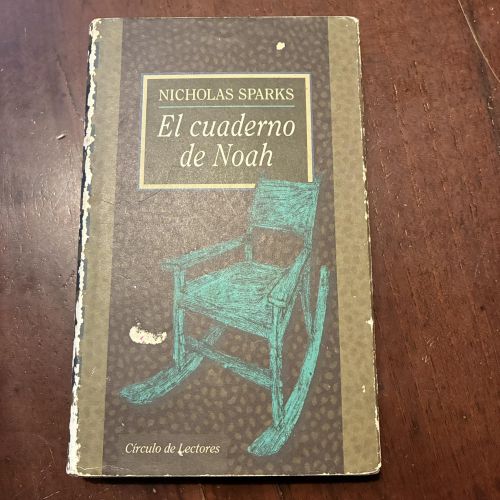 NICHOLAS SPARKS
El cuaderno
de Noah
Círculo de Lectores